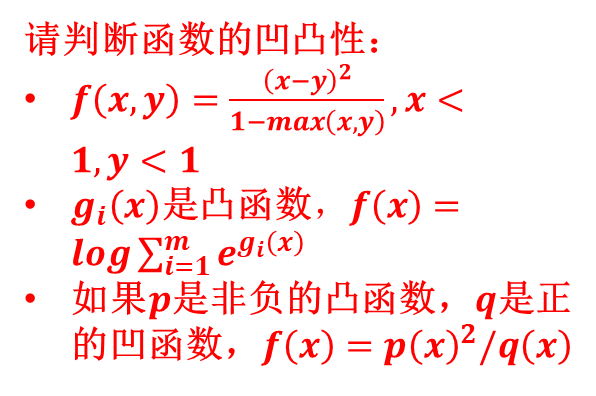 请判断函数的凹凸性：
• f(x, y) = (x−y)²/(1−max(x,y)), x <
1, y < 1
• gᵢ(x)是凸函数，f(x) =
log ∑ᵢ₌₁ᵐ e^{gᵢ(x)}
• 如果p是非负的凸函数，q是正
的凹函数，f(x) = p(x)²/q(x)